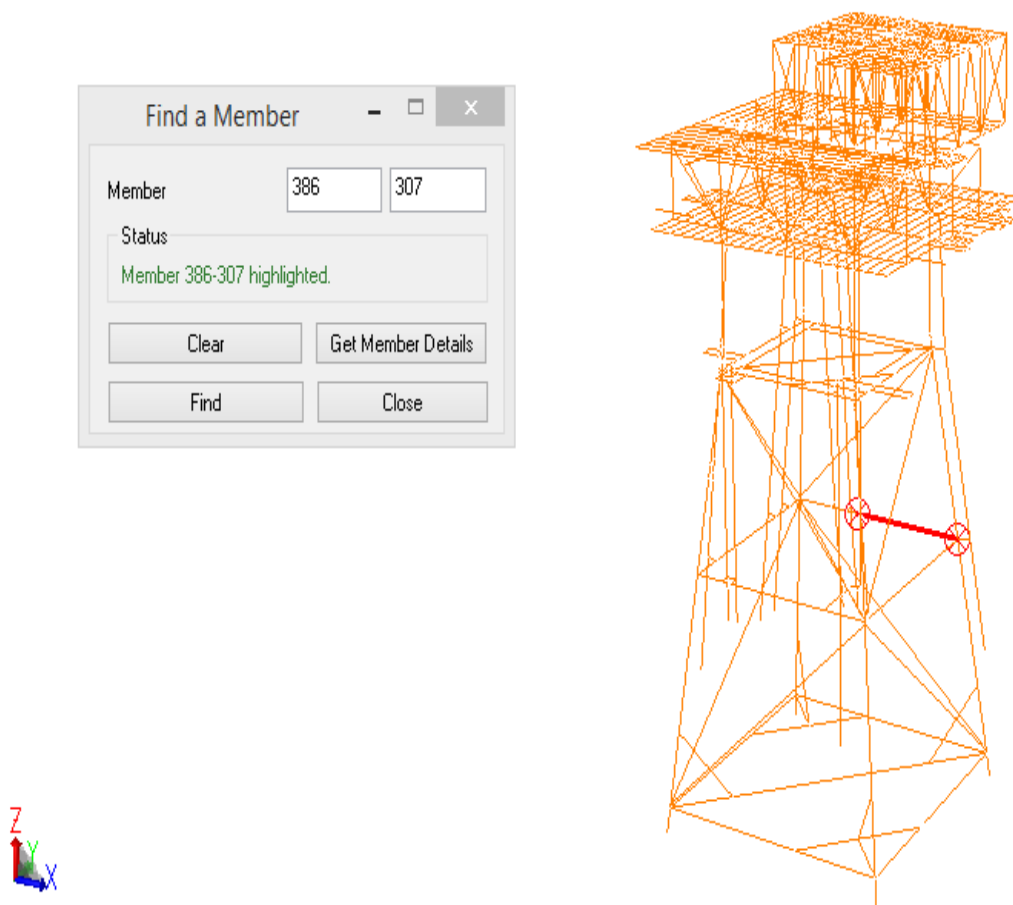 Find a Member
Member 386 307
Status
Member 386-307 highlighted.
Clear Get Member Details
Find Close
Z
Y
X